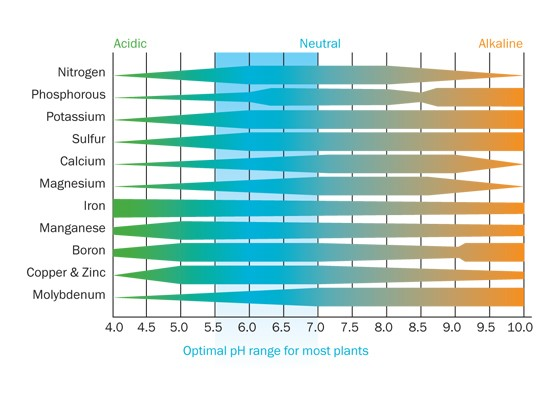 Acidic Neutral Alkaline
Nitrogen
Phosphorous
Potassium
Sulfur
Calcium
Magnesium
Iron
Manganese
Boron
Copper & Zinc
Molybdenum
4.0 4.5 5.0 5.5 6.0 6.5 7.0 7.5 8.0 8.5 9.0 9.5 10.0
Optimal pH range for most plants